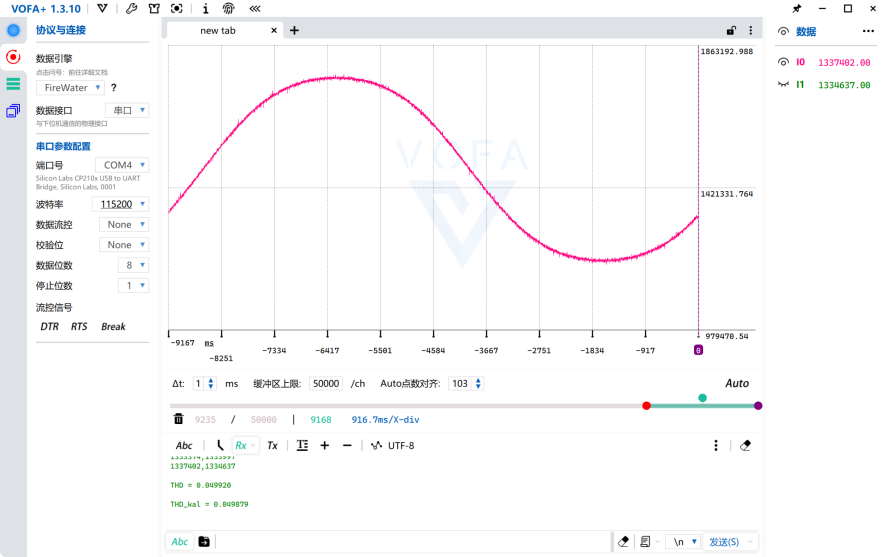 VOFA+ 1.3.10
协议与连接
数据引擎
点击问号：前往详细文档
FireWater ?
数据接口 串口
与下位机通信的物理接口
串口参数配置
端口号 COM4
Silicon Labs CP210x USB to UART
Bridge, Silicon Labs, 0001
波特率 115200
数据流控 None
校验位 None
数据位数 8
停止位数 1
流控信号
DTR RTS Break
new tab × +
VOFA
1863192.988
1421331.764
979470.54
-9167 ms
-8251
-7334
-6417
-5501
-4584
-3667
-2751
-1834
-917
0
Δt: 1 ms 缓冲区上限: 50000 /ch Auto点数对齐: 103 Auto
9235 / 50000 | 9168 916.7ms/X-div
Abc Rx Tx UTF-8
1337402,1334637
THD = 0.049920
THD_kal = 0.049879
Abc \n 发送(S)
数据
I0 1337402.00
I1 1334637.00